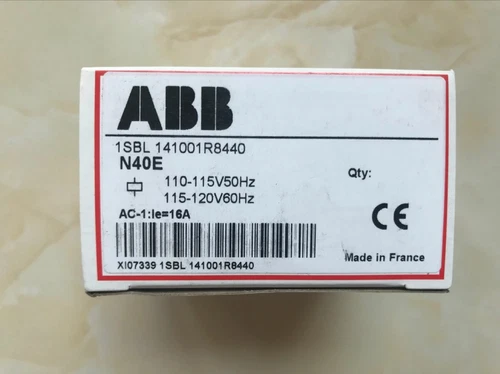 ABB
1SBL 141001R8440
N40E
Qty:
110-115V50Hz
115-120V60Hz
CE
AC-1:Ie=16A
Made in France
XI07339 1SBL 141001R8440